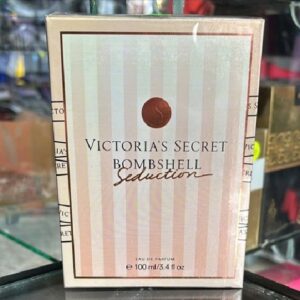 VICTORIA'S SECRET
BOMBSHELL
Seduction
EAU DE PARFUM
℮ 100 ml/3.4 fl oz